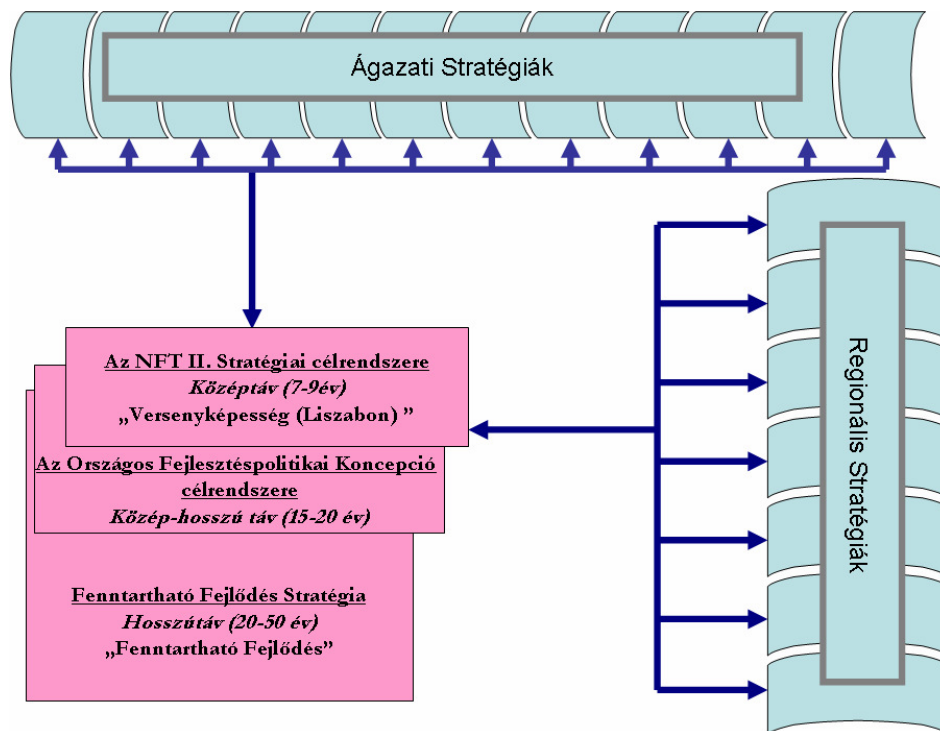 Ágazati Stratégiák
Az NFT II. Stratégiai célrendszere
Középtáv (7-9év)
„Versenyképesség (Liszabon) ”
Az Országos Fejlesztéspolitikai Koncepció
célrendszere
Közép-hosszú táv (15-20 év)
Fenntartható Fejlődés Stratégia
Hosszútáv (20-50 év)
„Fenntartható Fejlődés”
Regionális Stratégiák